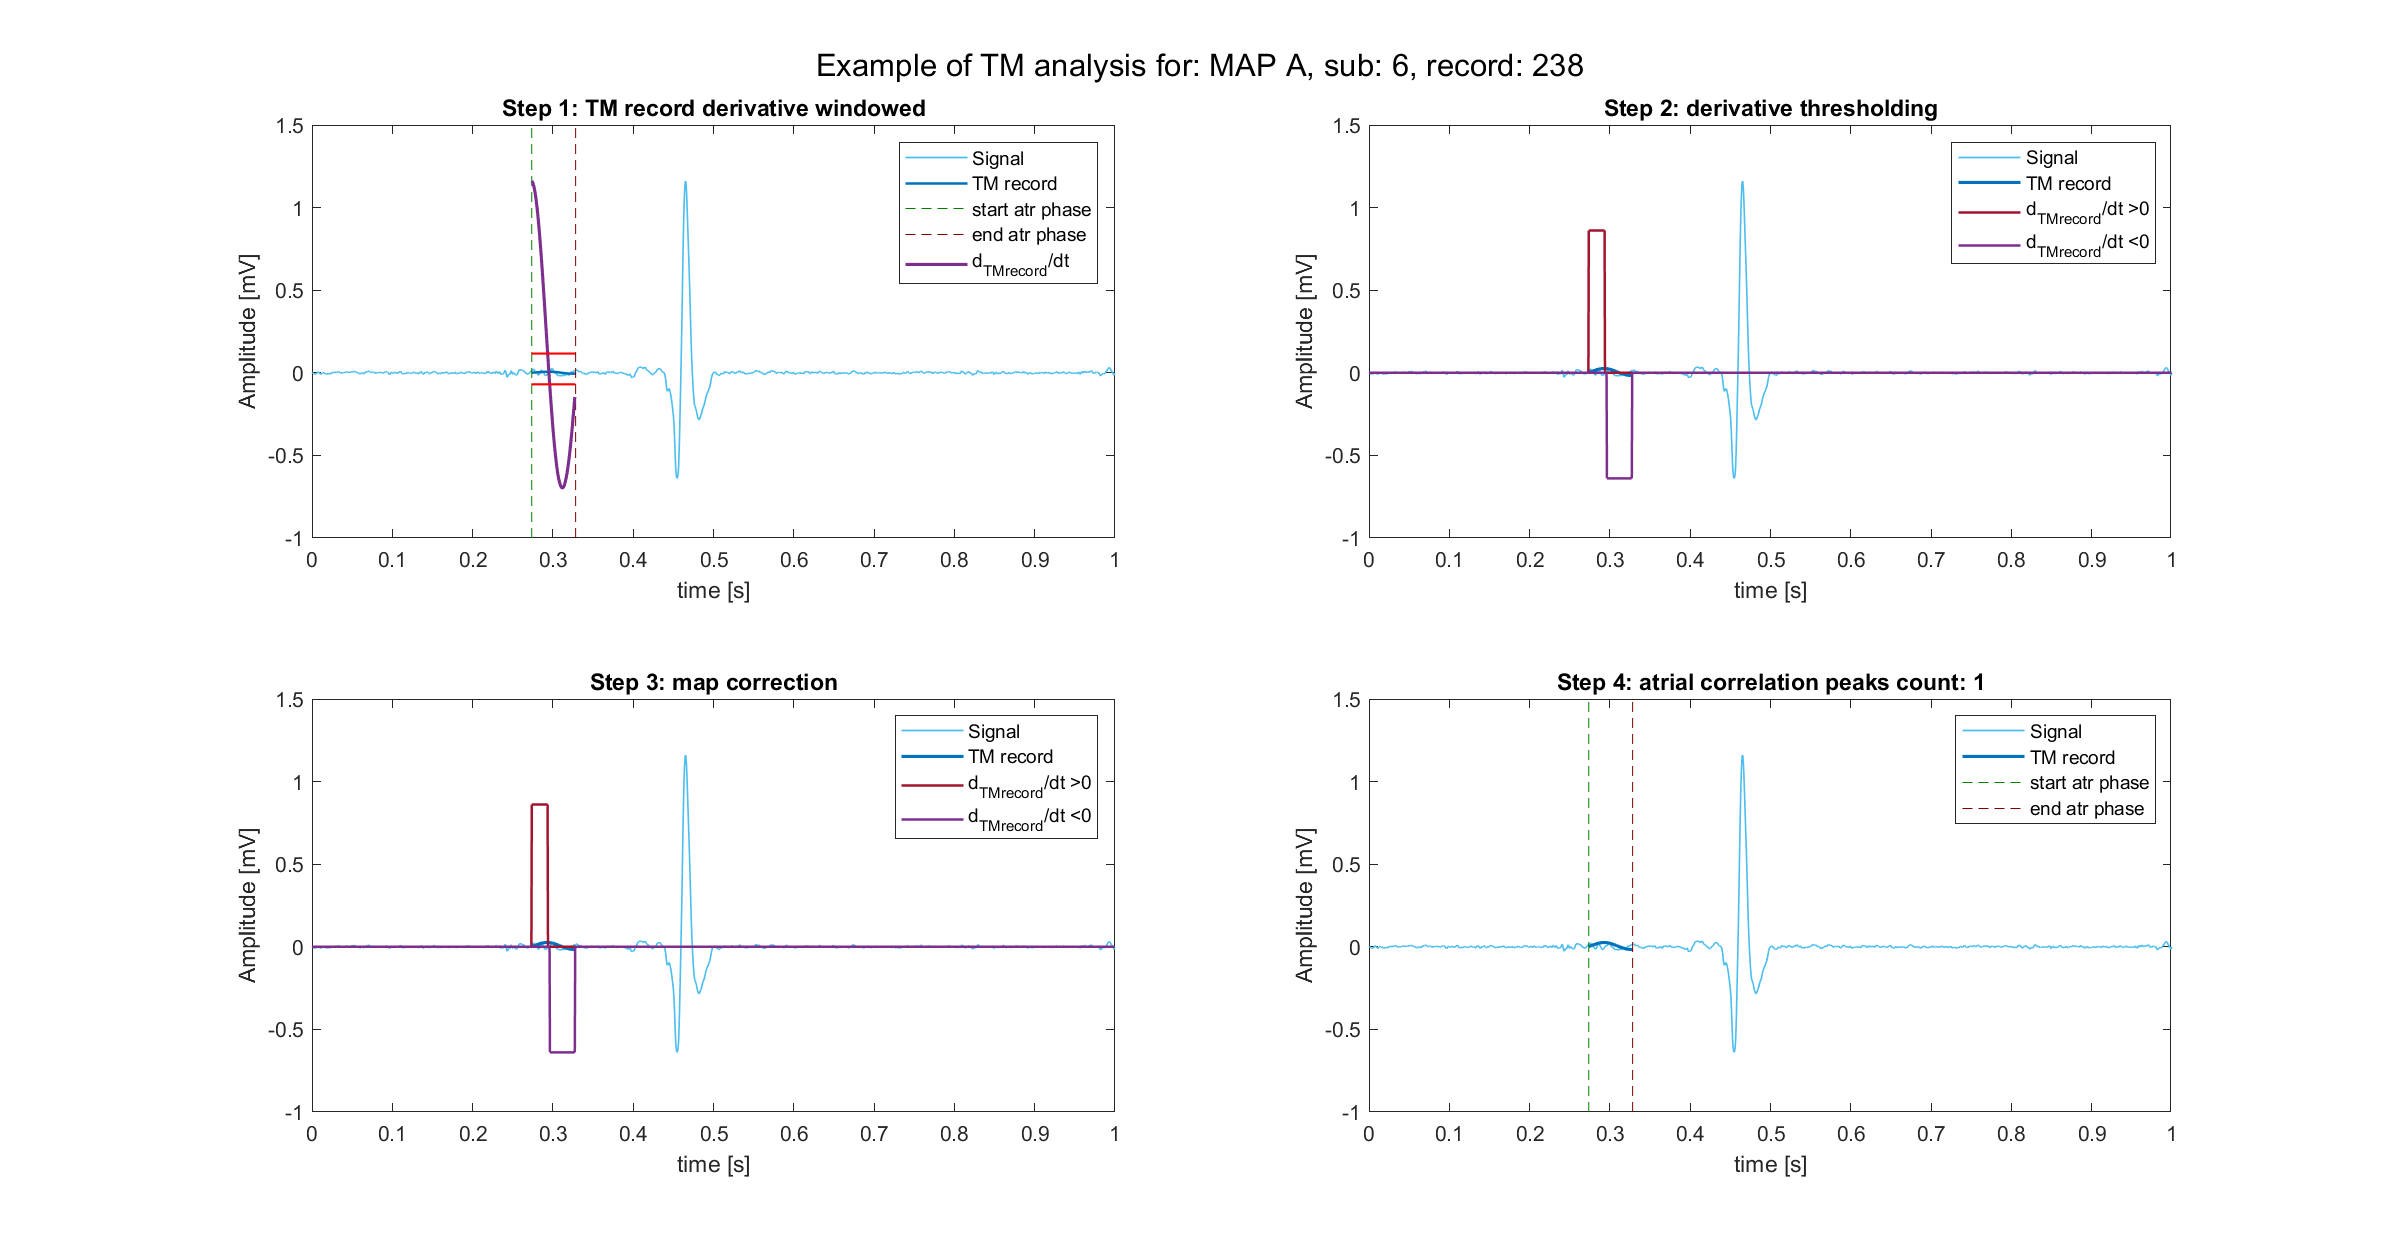 Example of TM analysis for: MAP A, sub: 6, record: 238
Step 1: TM record derivative windowed
1.5
1
0.5
0
-0.5
-1
Amplitude [mV]
0 0.1 0.2 0.3 0.4 0.5 0.6 0.7 0.8 0.9 1
time [s]
Signal
TM record
start atr phase
end atr phase
dTMrecord/dt
Step 2: derivative thresholding
1.5
1
0.5
0
-0.5
-1
Amplitude [mV]
0 0.1 0.2 0.3 0.4 0.5 0.6 0.7 0.8 0.9 1
time [s]
Signal
TM record
dTMrecord/dt >0
dTMrecord/dt <0
Step 3: map correction
1.5
1
0.5
0
-0.5
-1
Amplitude [mV]
0 0.1 0.2 0.3 0.4 0.5 0.6 0.7 0.8 0.9 1
time [s]
Signal
TM record
dTMrecord/dt >0
dTMrecord/dt <0
Step 4: atrial correlation peaks count: 1
1.5
1
0.5
0
-0.5
-1
Amplitude [mV]
0 0.1 0.2 0.3 0.4 0.5 0.6 0.7 0.8 0.9 1
time [s]
Signal
TM record
start atr phase
end atr phase